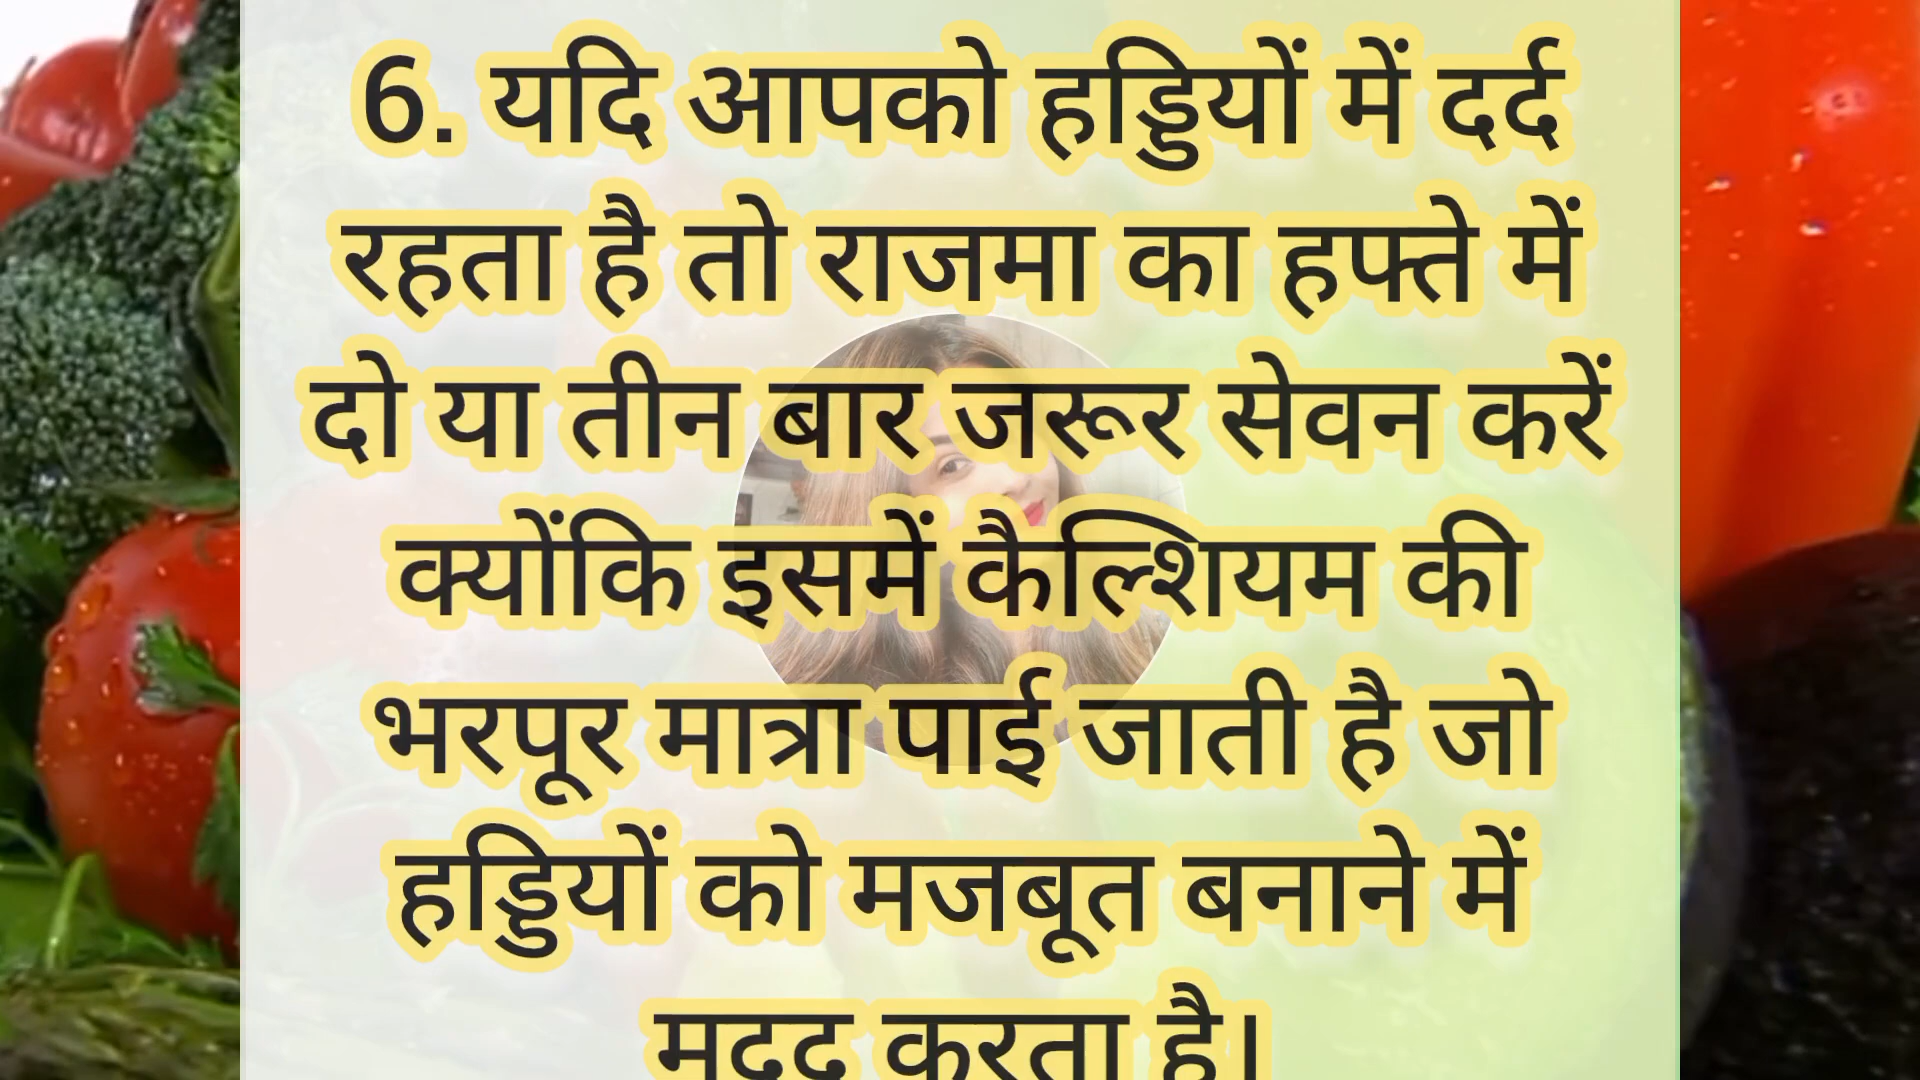 6. यदि आपको हड्डियों में दर्द
रहता है तो राजमा का हफ्ते में
दो या तीन बार जरूर सेवन करें
क्योंकि इसमें कैल्शियम की
भरपूर मात्रा पाई जाती है जो
हड्डियों को मजबूत बनाने में
मदद करता है।